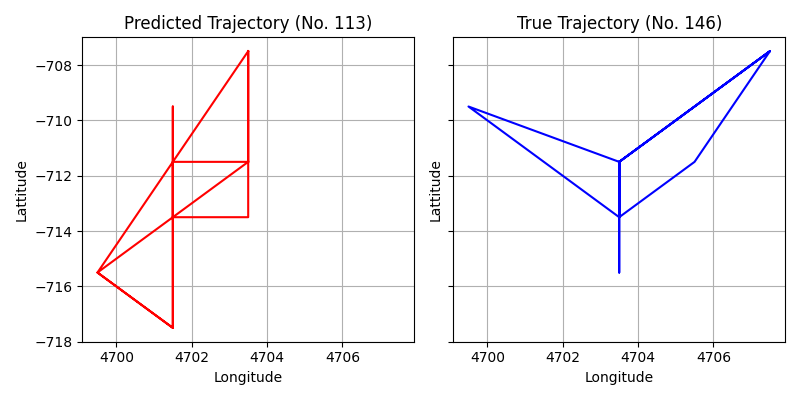 Predicted Trajectory (No. 113)
True Trajectory (No. 146)
Lattitude
−708
−710
−712
−714
−716
−718
4700
4702
4704
4706
Longitude
Lattitude
4700
4702
4704
4706
Longitude